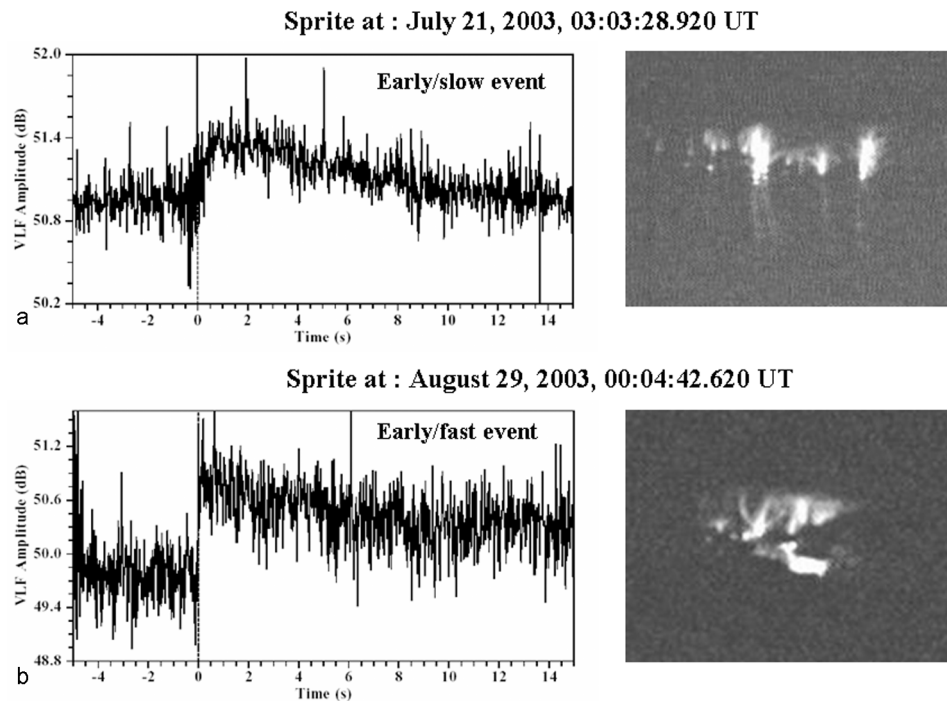 Sprite at : July 21, 2003, 03:03:28.920 UT
52.0
51.4
50.8
50.2
VLF Amplitude (dB)
Early/slow event
-4 -2 0 2 4 6 8 10 12 14
Time (s)
a
Sprite at : August 29, 2003, 00:04:42.620 UT
51.2
50.6
50.0
49.4
48.8
VLF Amplitude (dB)
Early/fast event
-4 -2 0 2 4 6 8 10 12 14
Time (s)
b